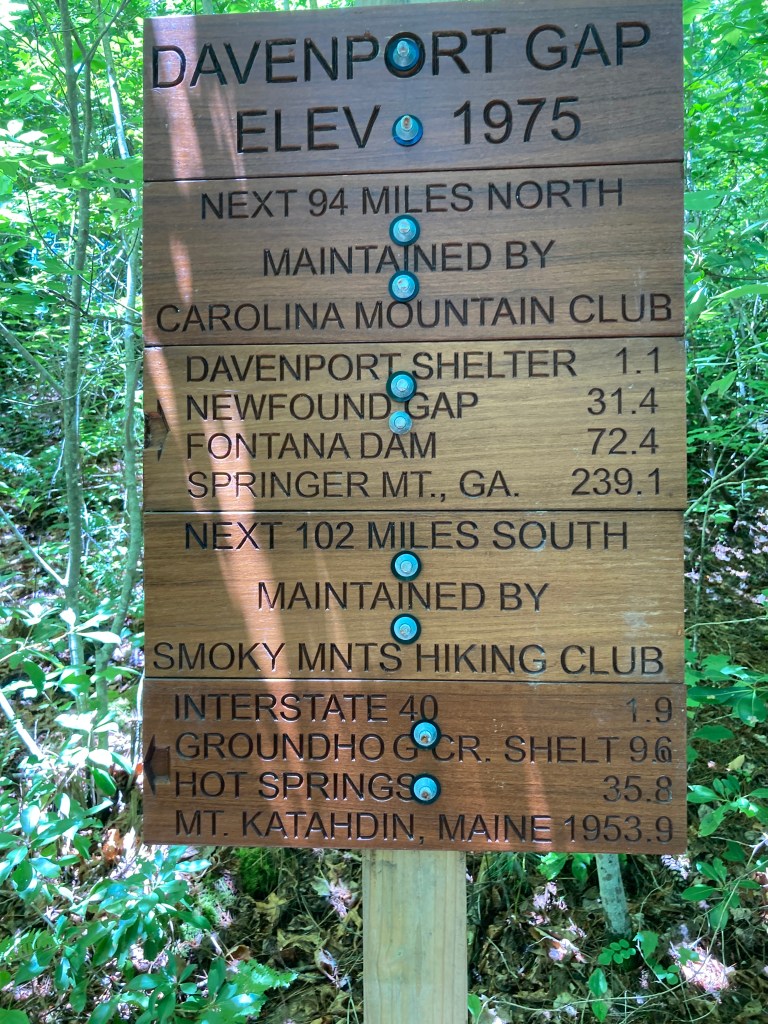 DAVENPORT GAP
ELEV. 1975
NEXT 94 MILES NORTH
MAINTAINED BY
CAROLINA MOUNTAIN CLUB
DAVENPORT SHELTER 1.1
NEWFOUND GAP 31.4
FONTANA DAM 72.4
SPRINGER MT., GA. 239.1
NEXT 102 MILES SOUTH
MAINTAINED BY
SMOKY MNTS HIKING CLUB
INTERSTATE 40 1.9
GROUNDHOG CR. SHELT 9.6
HOT SPRINGS 35.8
MT. KATAHDIN, MAINE 1953.9